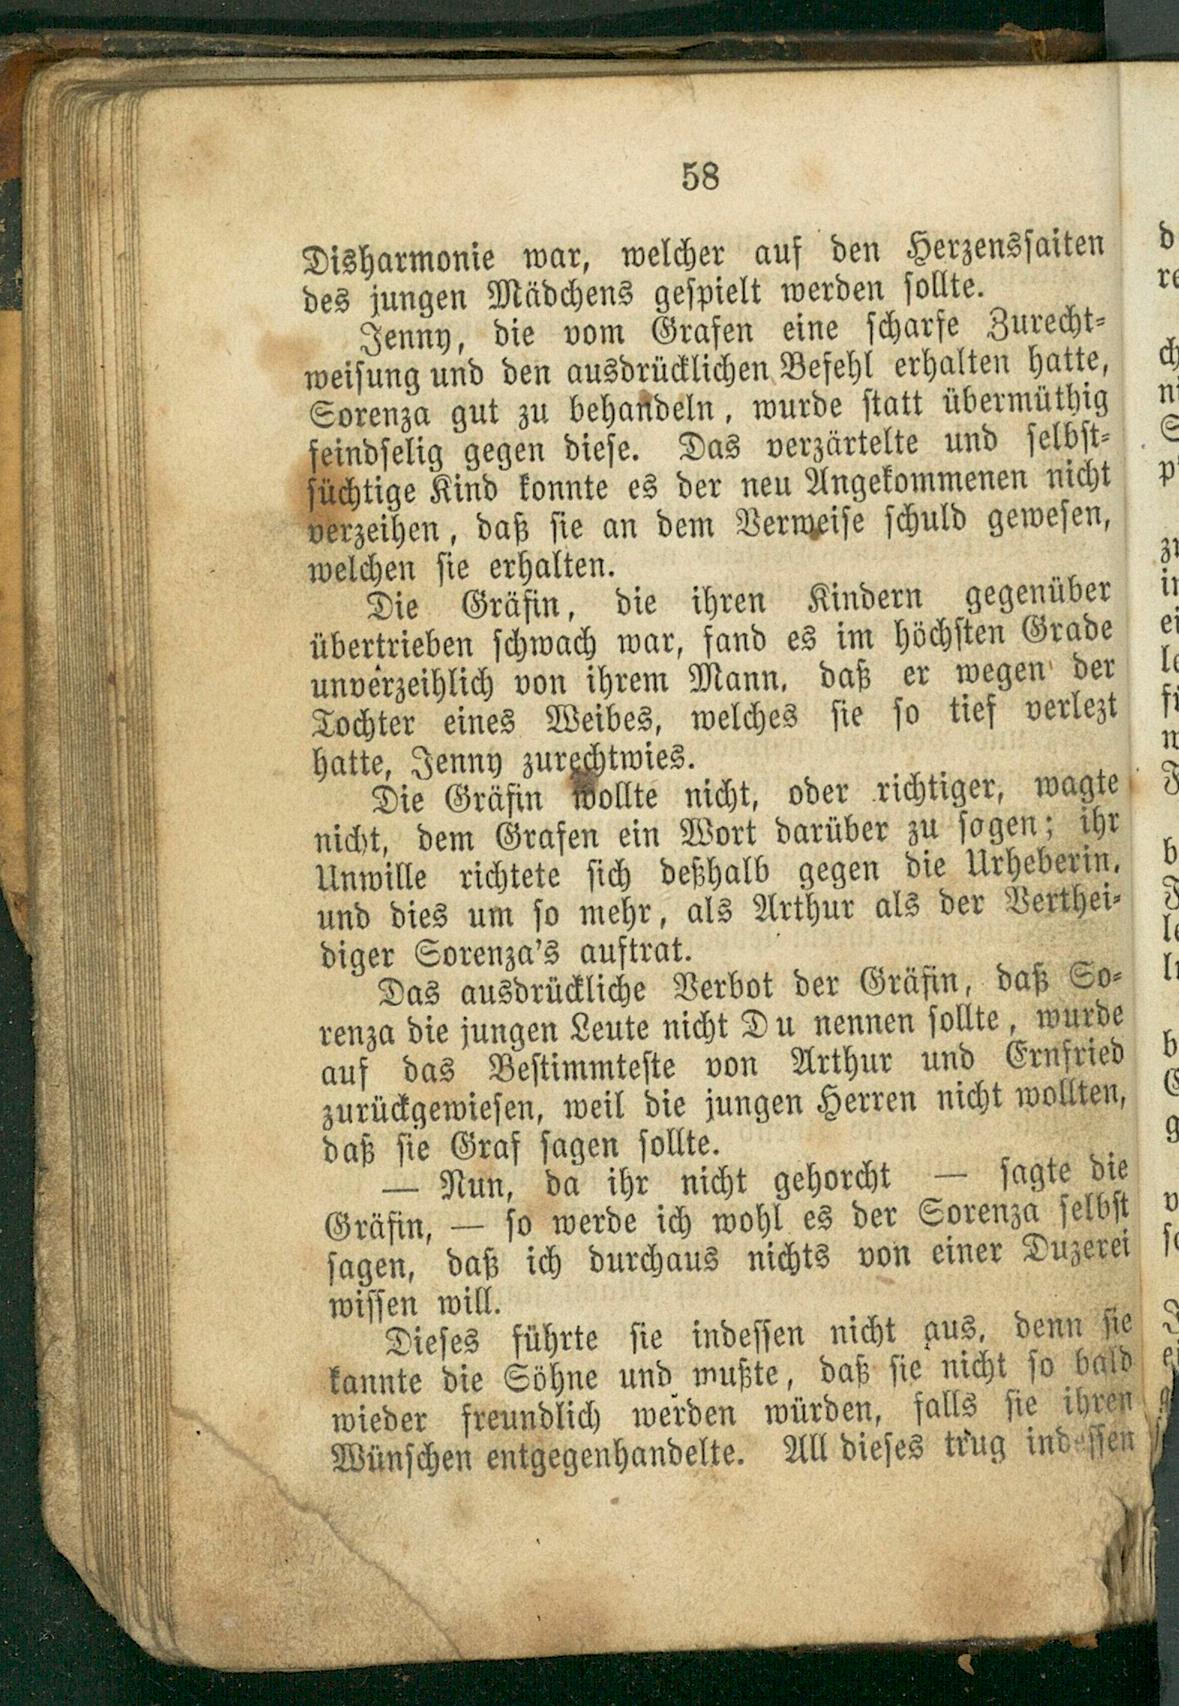 58
Disharmonie war, welcher auf den Herzenssaiten
des jungen Mädchens gespielt werden sollte.
Jenny, die vom Grafen eine scharfe Zurecht-
weisung und den ausdrücklichen Befehl erhalten hatte,
Sorenza gut zu behandeln, wurde statt übermüthig
feindselig gegen diese. Das verzärtelte und selbst-
süchtige Kind konnte es der neu Angekommenen nicht
verzeihen, daß sie an dem Verweise schuld gewesen,
welchen sie erhalten.
Die Gräfin, die ihren Kindern gegenüber
übertrieben schwach war, fand es im höchsten Grade
unverzeihlich von ihrem Mann, daß er wegen der
Tochter eines Weibes, welches sie so tief verlezt
hatte, Jenny zurechtwies.
Die Gräfin wollte nicht, oder richtiger, wagte
nicht, dem Grafen ein Wort darüber zu sagen; ihr
Unwille richtete sich deßhalb gegen die Urheberin,
und dies um so mehr, als Arthur als der Verthei-
diger Sorenza's auftrat.
Das ausdrückliche Verbot der Gräfin, daß So-
renza die jungen Leute nicht Du nennen sollte, wurde
auf das Bestimmteste von Arthur und Ernfried
zurückgewiesen, weil die jungen Herren nicht wollten,
daß sie Graf sagen sollte.
— Nun, da ihr nicht gehorcht — sagte die
Gräfin, — so werde ich wohl es der Sorenza selbst
sagen, daß ich durchaus nichts von einer Duzerei
wissen will.
Dieses führte sie indessen nicht aus, denn sie
kannte die Söhne und wußte, daß sie nicht so bald
wieder freundlich werden würden, falls sie ihren
Wünschen entgegenhandelte. All dieses trug indessen